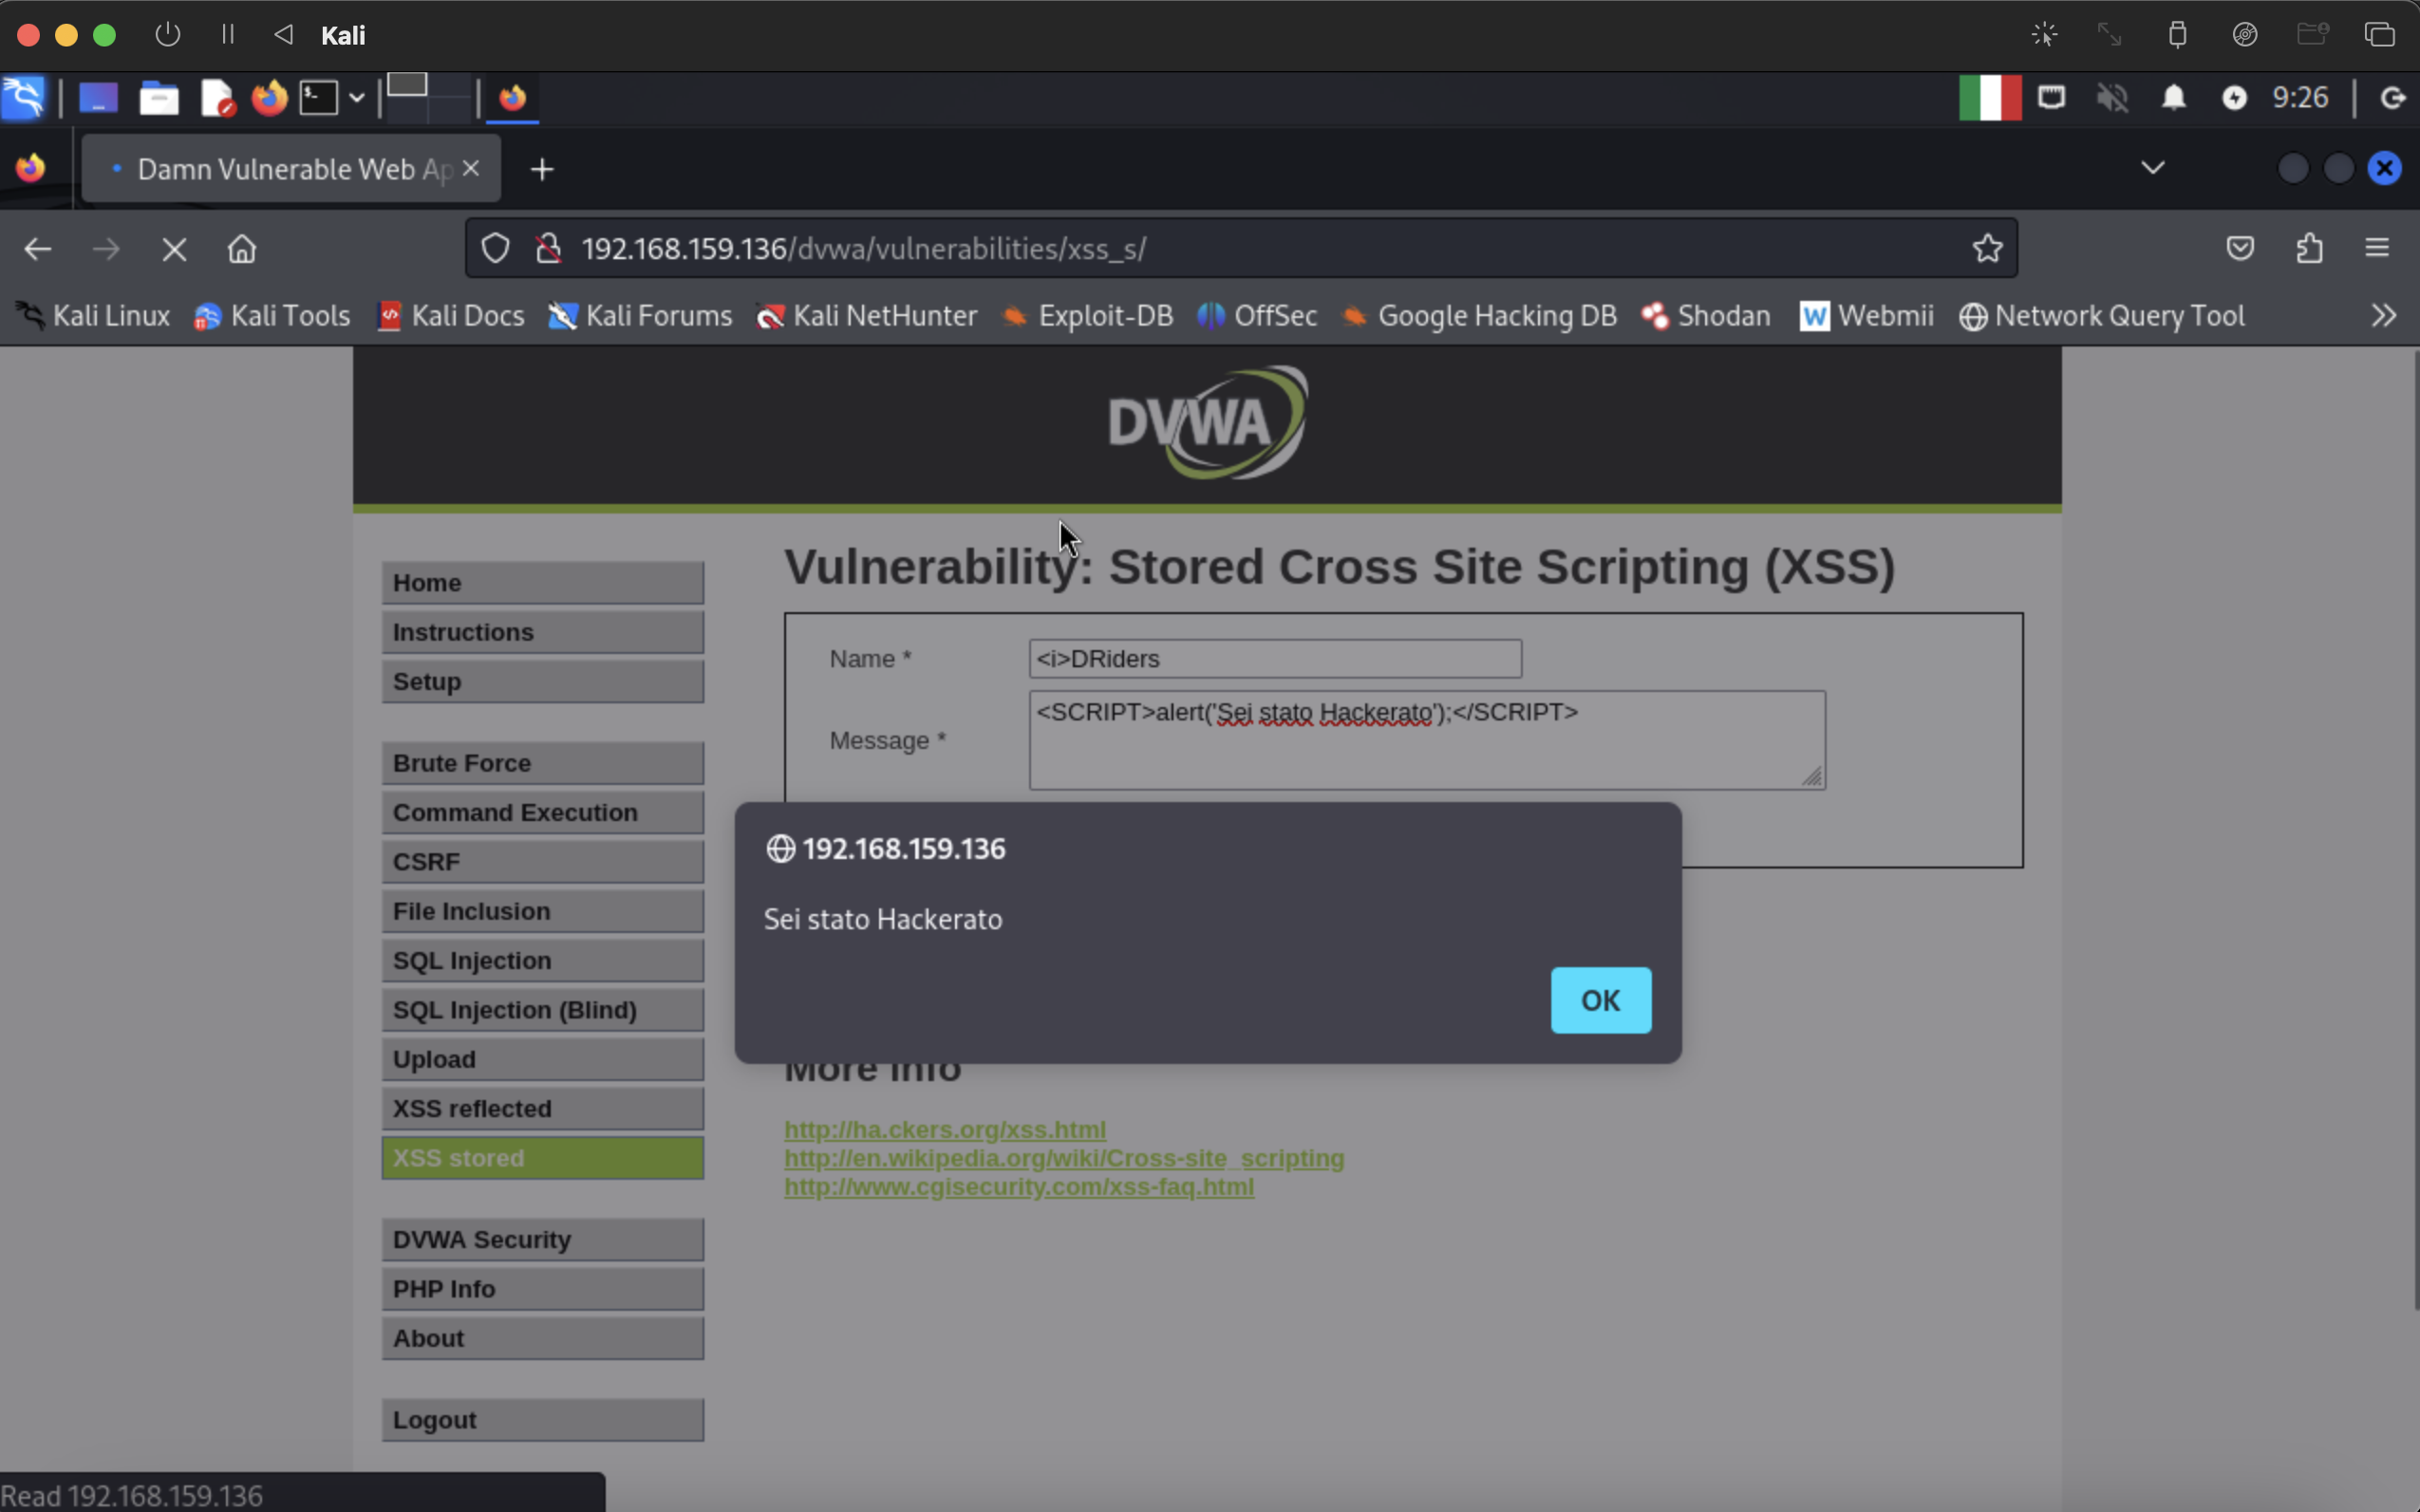 Kali
9:26
Damn Vulnerable Web Ap
192.168.159.136/dvwa/vulnerabilities/xss_s/
Kali Linux Kali Tools Kali Docs Kali Forums Kali NetHunter Exploit-DB OffSec Google Hacking DB Shodan Webmii Network Query Tool
DVWA
Home
Instructions
Setup
Brute Force
Command Execution
CSRF
File Inclusion
SQL Injection
SQL Injection (Blind)
Upload
XSS reflected
XSS stored
DVWA Security
PHP Info
About
Logout
Vulnerability: Stored Cross Site Scripting (XSS)
Name * <i>DRiders
Message * <SCRIPT>alert('Sei stato Hackerato');</SCRIPT>
192.168.159.136
Sei stato Hackerato
OK
More info
http://ha.ckers.org/xss.html
http://en.wikipedia.org/wiki/Cross-site_scripting
http://www.cgisecurity.com/xss-faq.html
Read 192.168.159.136